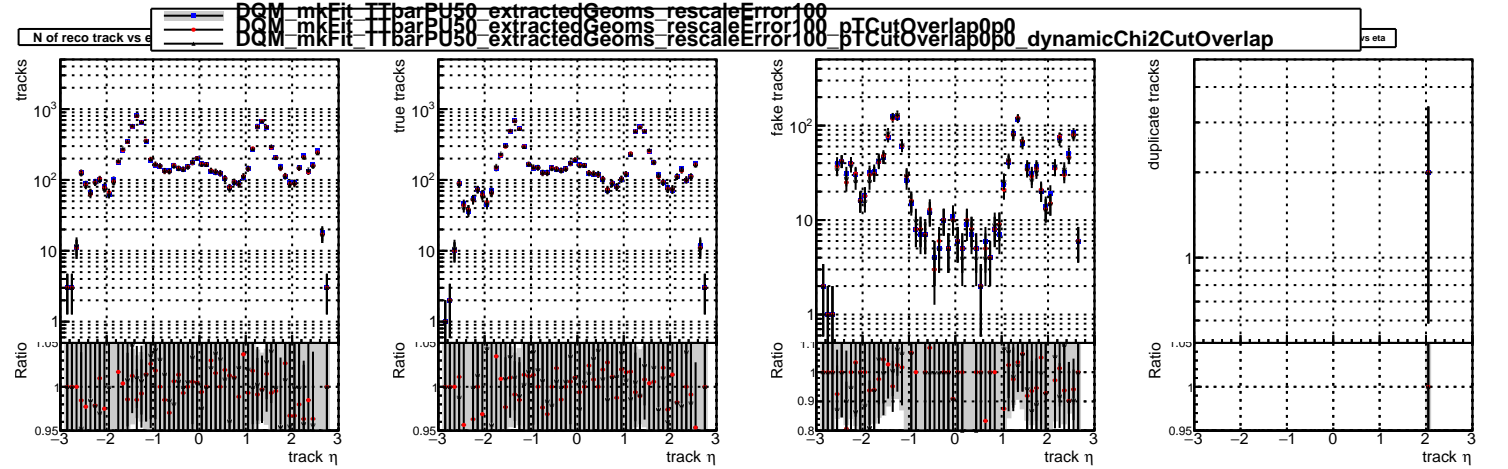 DQM_mkFit_TTbarPU50_extractedGeoms_rescaleError100
DQM_mkFit_TTbarPU50_extractedGeoms_rescaleError100_pTCutOverlap0p0
DQM_mkFit_TTbarPU50_extractedGeoms_rescaleError100_pTCutOverlap0p0_dynamicChi2CutOverlap
N of reco track vs e
vs eta
tracks
10³
10²
10
1
Ratio
1.05
1
0.95
−3 −2 −1 0 1 2 3
track η
true tracks
10³
10²
10
1
Ratio
1.05
1
0.95
−3 −2 −1 0 1 2 3
track η
fake tracks
10²
10
1
Ratio
1.1
1
0.9
0.8
−3 −2 −1 0 1 2 3
track η
duplicate tracks
1
Ratio
1.05
1
0.95
−3 −2 −1 0 1 2 3
track η